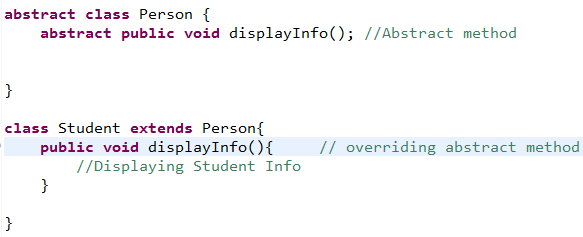 abstract class Person {
abstract public void displayInfo(); //Abstract method
}
class Student extends Person{
public void displayInfo(){ // overriding abstract method
//Displaying Student Info
}
}